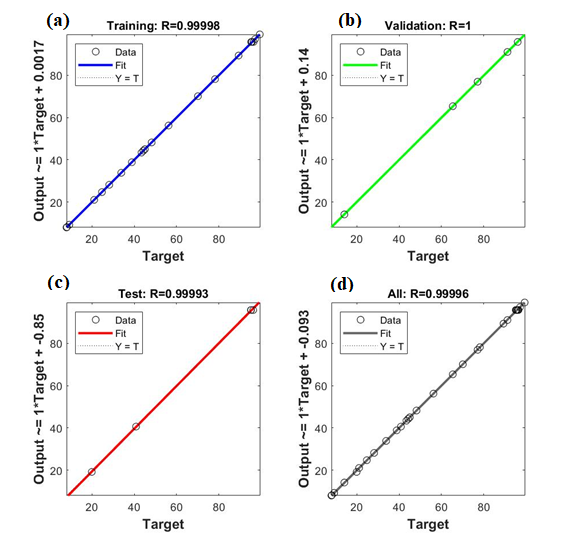 (a)
Training: R=0.99998
Data
Fit
Y = T
80
60
40
20
20
40
60
80
Target
Output ~= 1*Target + 0.0017
(b)
Validation: R=1
Data
Fit
Y = T
80
60
40
20
20
40
60
80
Target
Output ~= 1*Target + 0.14
(c)
Test: R=0.99993
Data
Fit
Y = T
80
60
40
20
20
40
60
80
Target
Output ~= 1*Target + -0.85
(d)
All: R=0.99996
Data
Fit
Y = T
80
60
40
20
20
40
60
80
Target
Output ~= 1*Target + -0.093